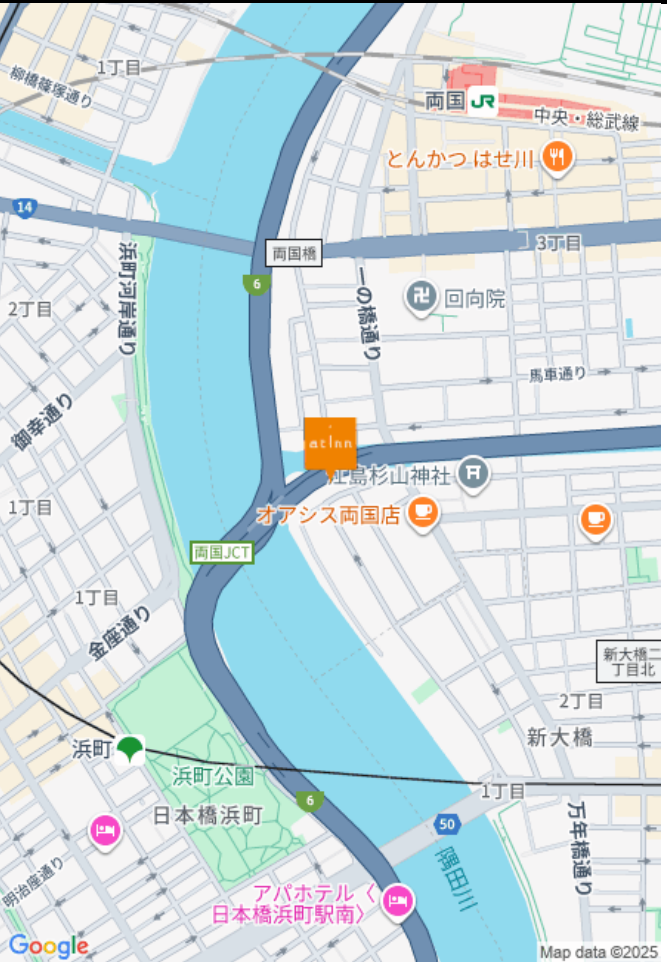 1丁目
柳橋篠塚通り
両国
JR
中央・総武線
とんかつ はせ川
14
両国橋
3丁目
浜町河岸通り
6
一の橋通り
回向院
2丁目
馬車通り
御幸通り
at Inn
江島杉山神社
1丁目
オアシス両国店
両国JCT
1丁目
金座通り
新大橋二
丁目北
2丁目
新大橋
浜町
浜町公園
1丁目
6
日本橋浜町
50
万年橋通り
隅田川
明治座通り
アパホテル〈
日本橋浜町駅南〉
Google
Map data ©2025